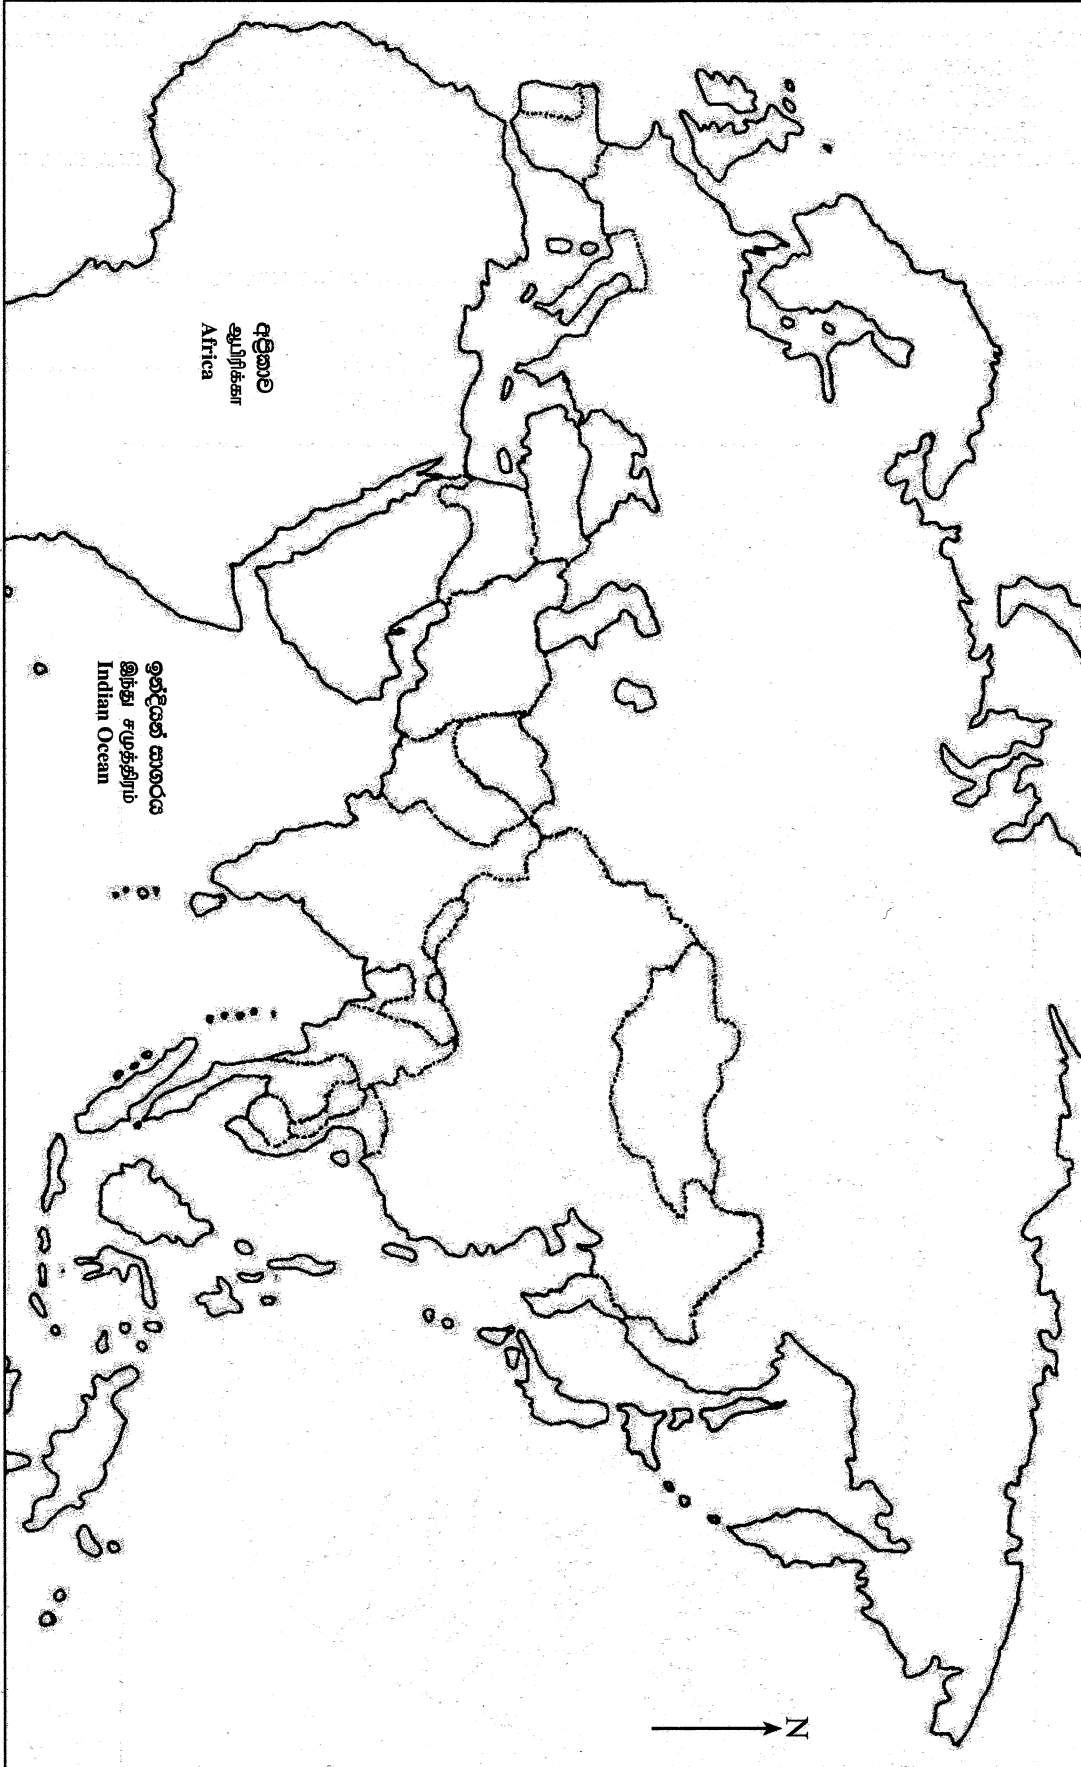 අප්‍රිකාව
ஆபிரிக்கா
Africa
ඉන්දියන් සාගරය
இந்து சமுத்திரம்
Indian Ocean
N